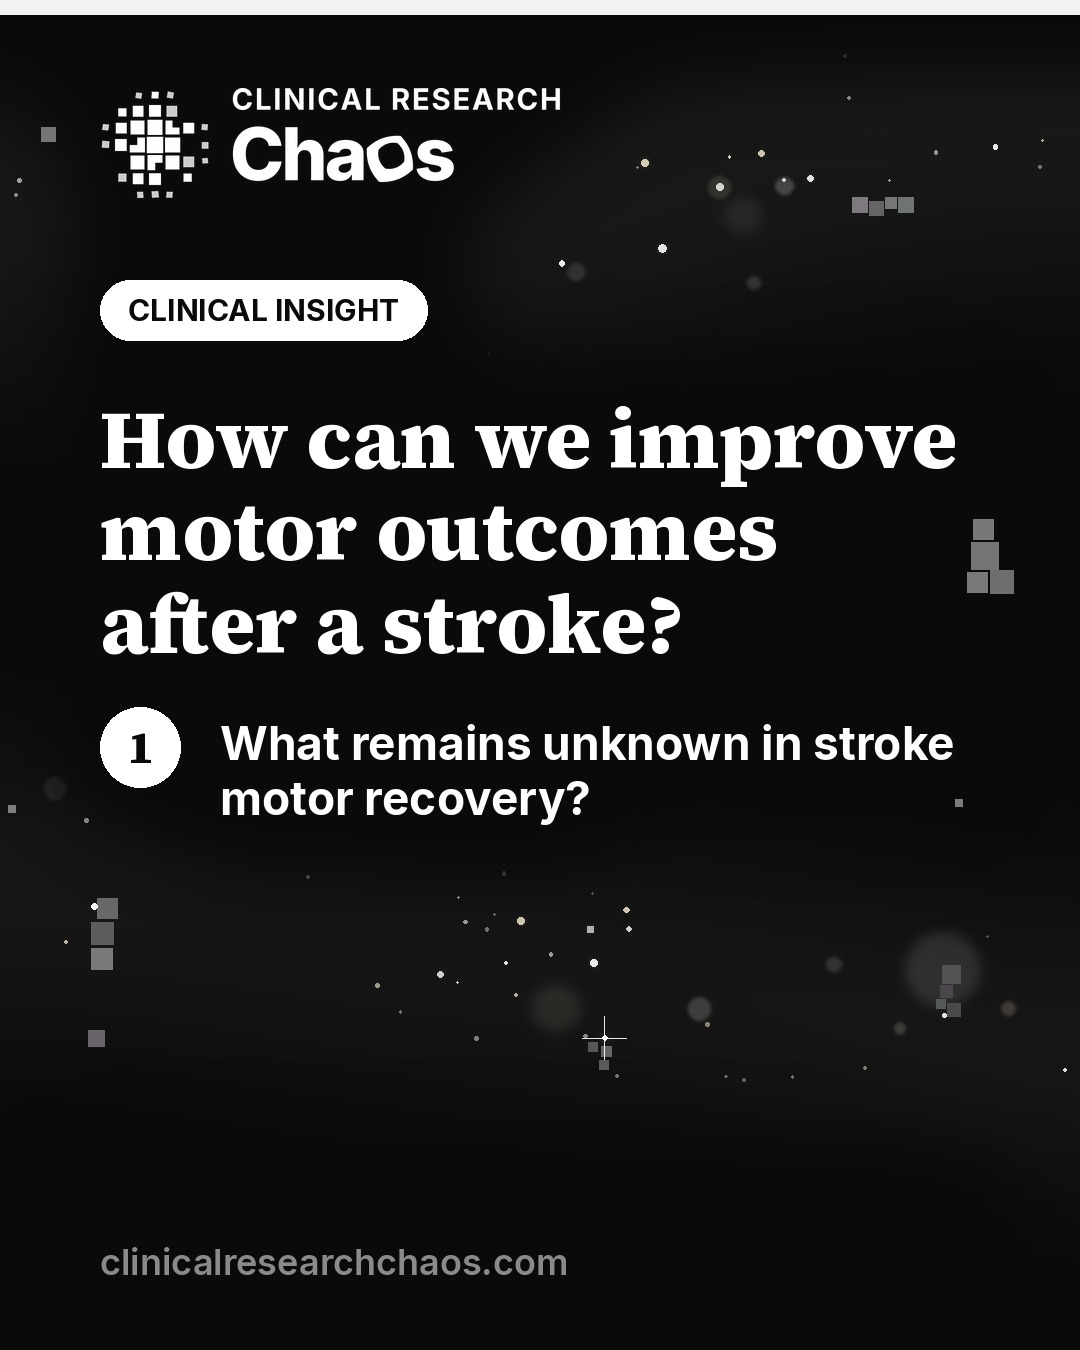 CLINICAL RESEARCH
Chaos
CLINICAL INSIGHT
How can we improve
motor outcomes
after a stroke?
1
What remains unknown in stroke
motor recovery?
clinicalresearchchaos.com